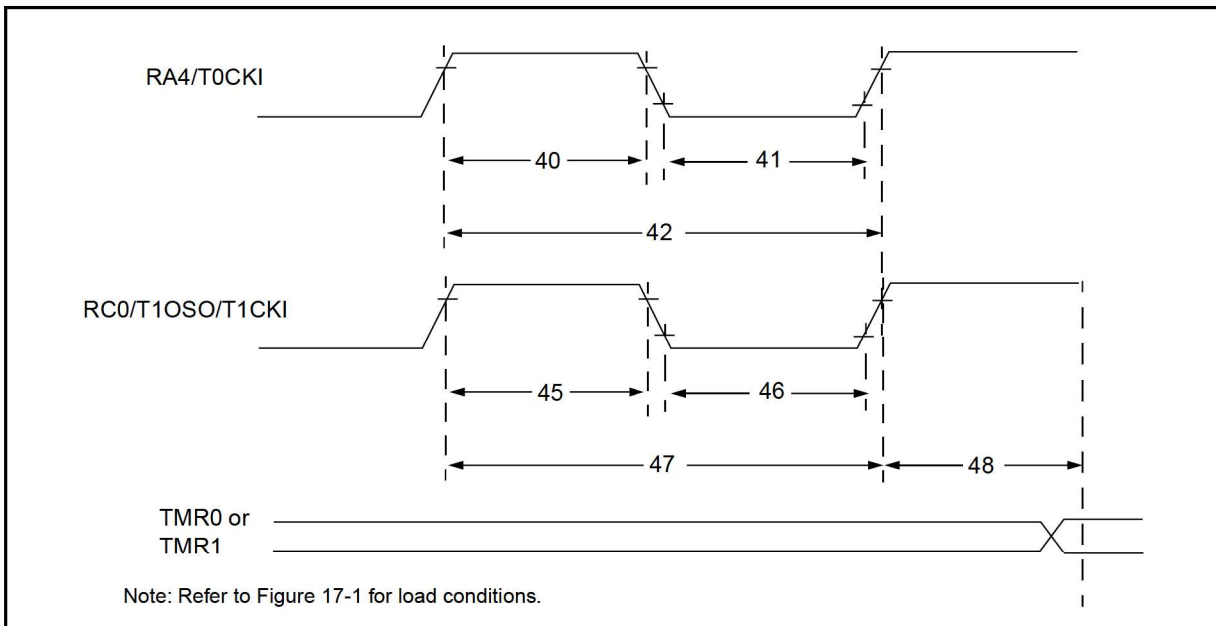 RA4/T0CKI
40
41
42
RC0/T1OSO/T1CKI
45
46
47
48
TMR0 or
TMR1
Note: Refer to Figure 17-1 for load conditions.